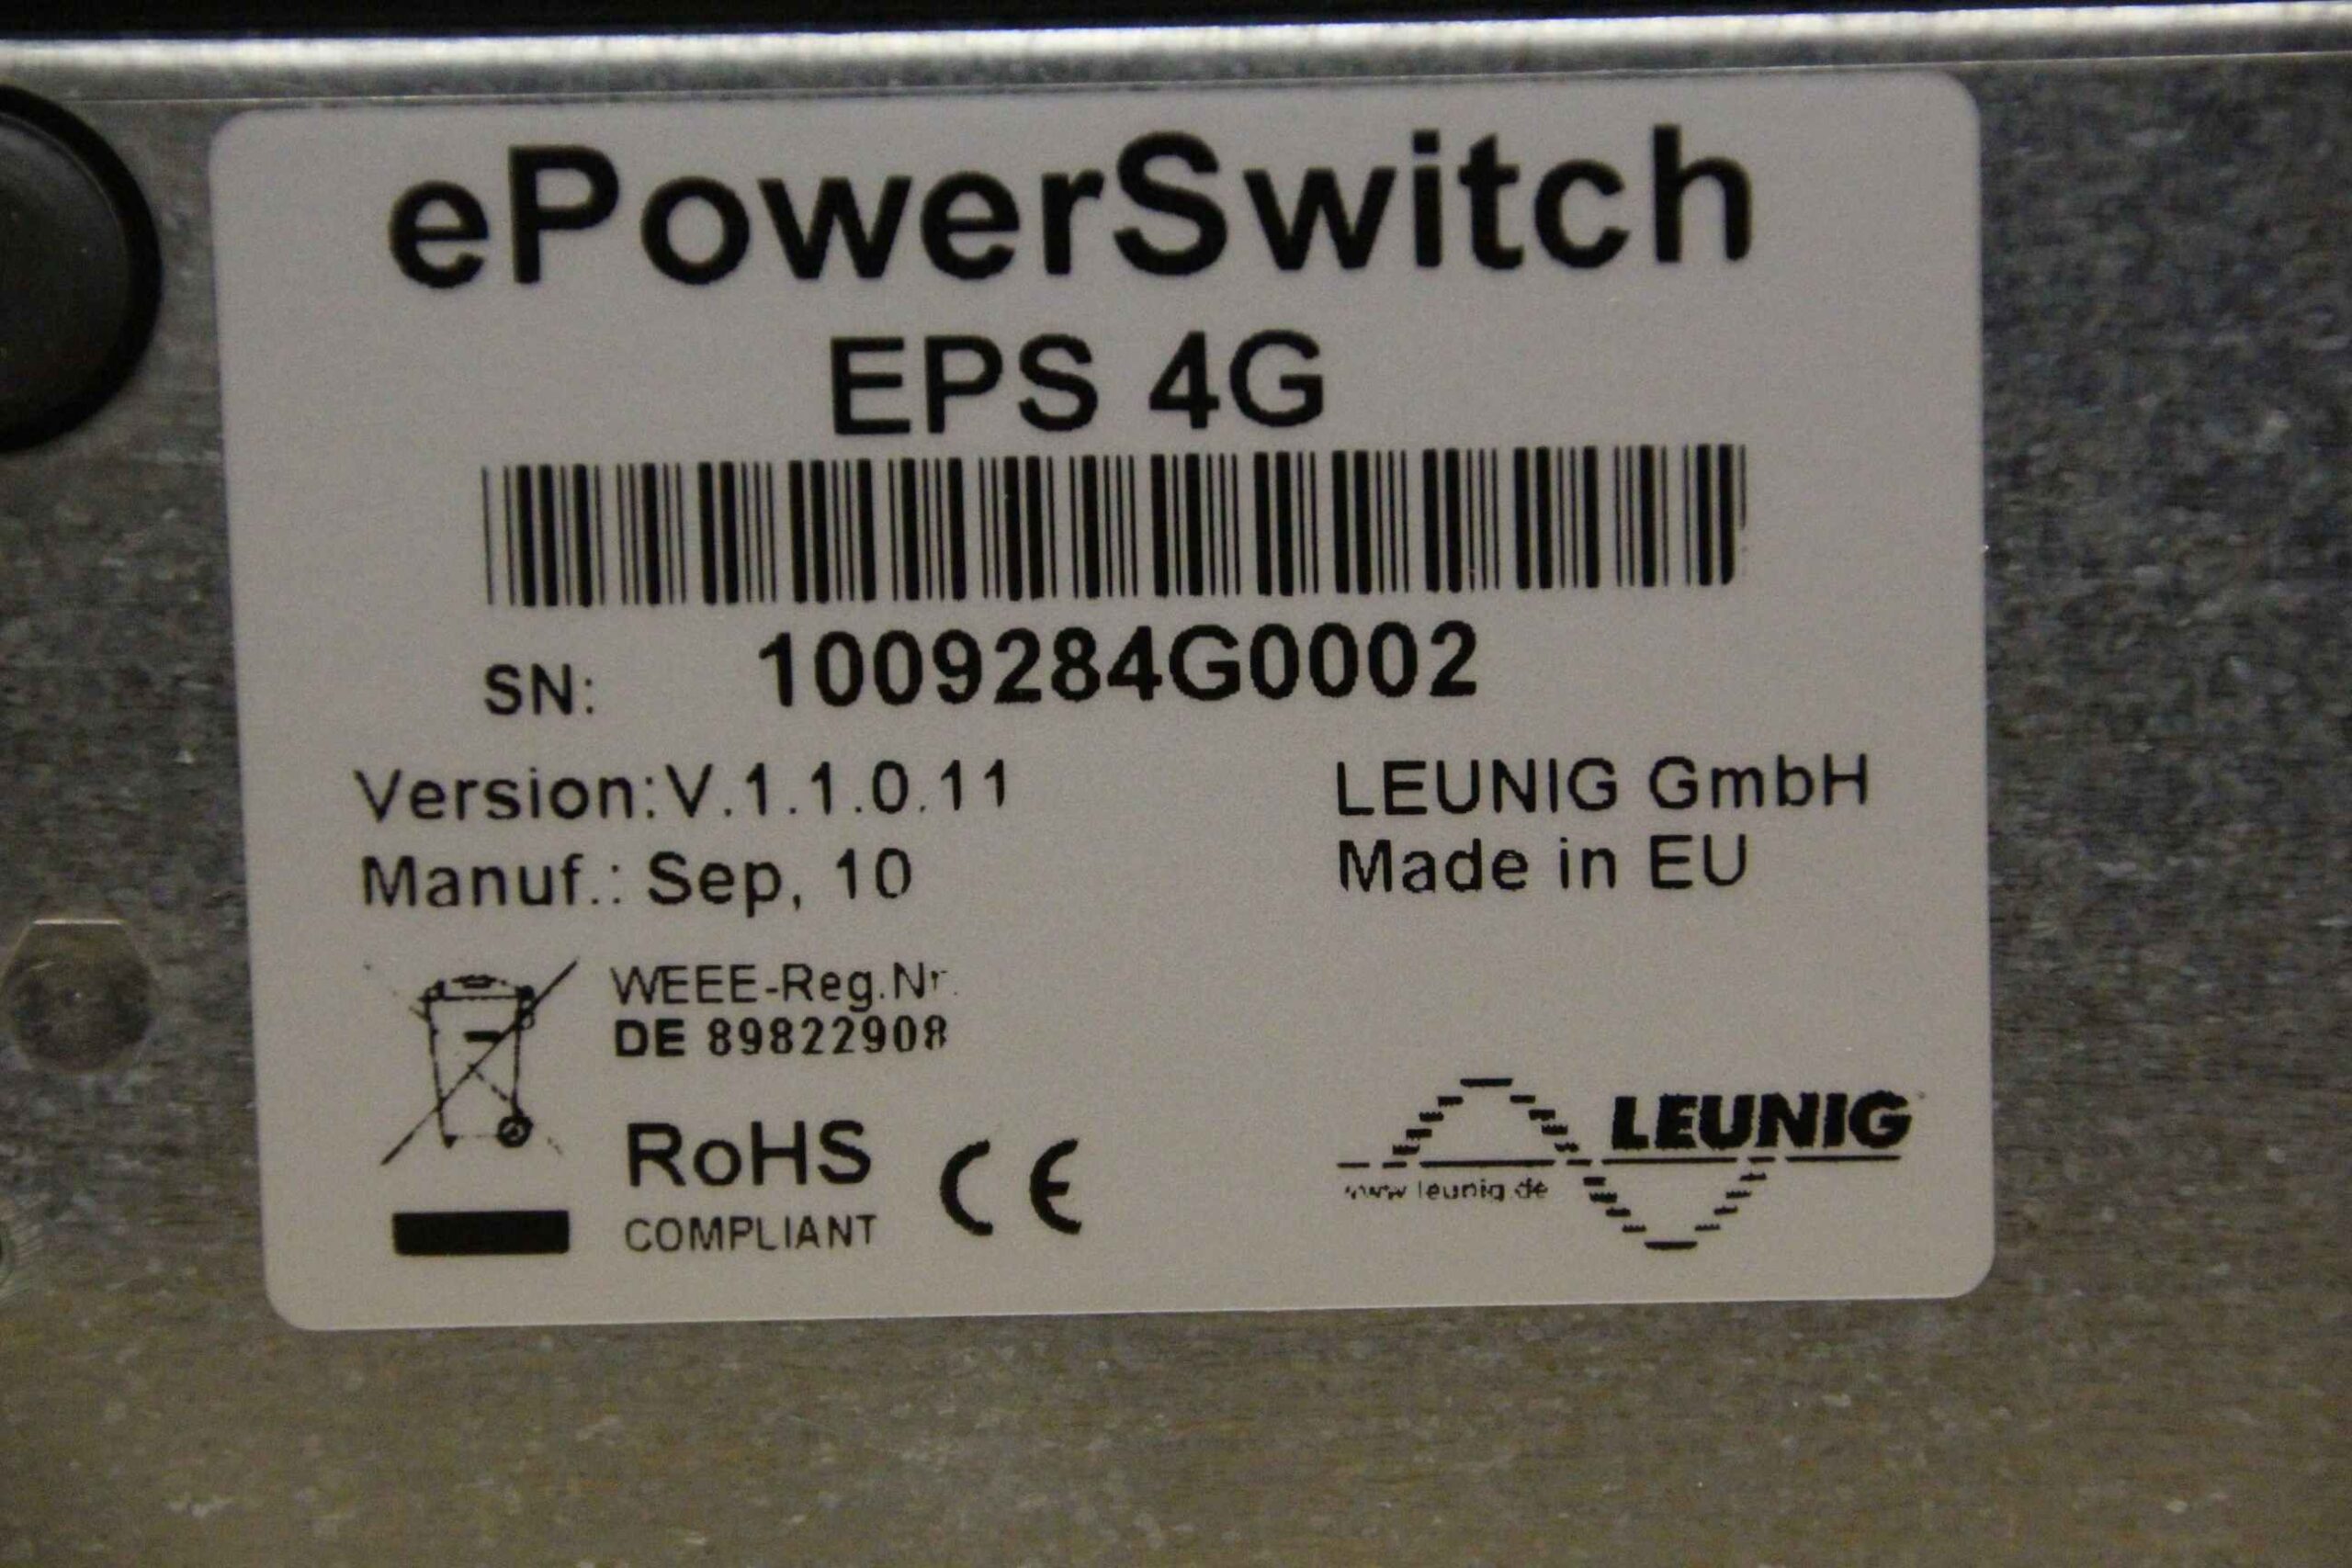 ePowerSwitch
EPS 4G
SN: 1009284G0002
Version:V.1.1.0.11
Manuf.: Sep, 10
LEUNIG GmbH
Made in EU
WEEE-Reg.Nr.
DE 89822908
RoHS
COMPLIANT
CE
LEUNIG
www.leunig.de